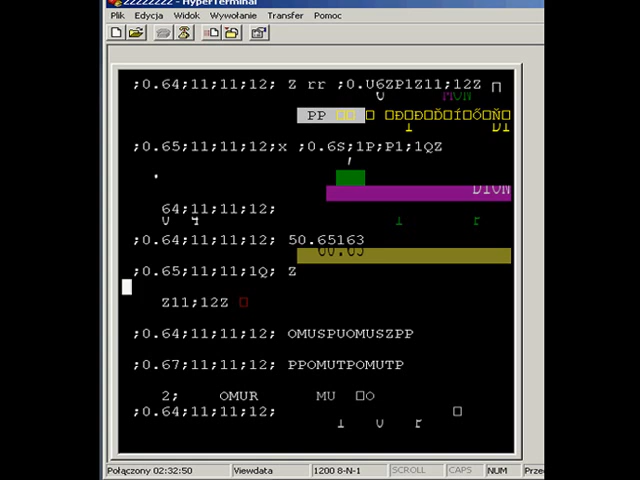 ZZZZZZZZ - HyperTerminal
Plik Edycja Widok Wywołanie Transfer Pomoc
;0.64;11;11;12; Z rr ;0.U6ZP1Z11;12Z
PP
;0.65;11;11;12;x ;0.6S;1P;P1;1QZ
64;11;11;12;
;0.64;11;11;12; 50.65163
;0.65;11;11;1Q; Z
Z11;12Z
;0.64;11;11;12; OMUSPUOMUSZPP
;0.67;11;11;12; PPOMUTPOMUTP
2; OMUR MU □O
;0.64;11;11;12;
Połączony 02:32:50 Viewdata 1200 8-N-1 SCROLL CAPS NUM